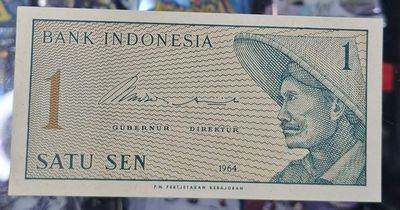 BANK INDONESIA
1
1
GUBERNUR DIREKTUR
SATU SEN
1964
P.N. PERTJETAKAN KEBAJORAN